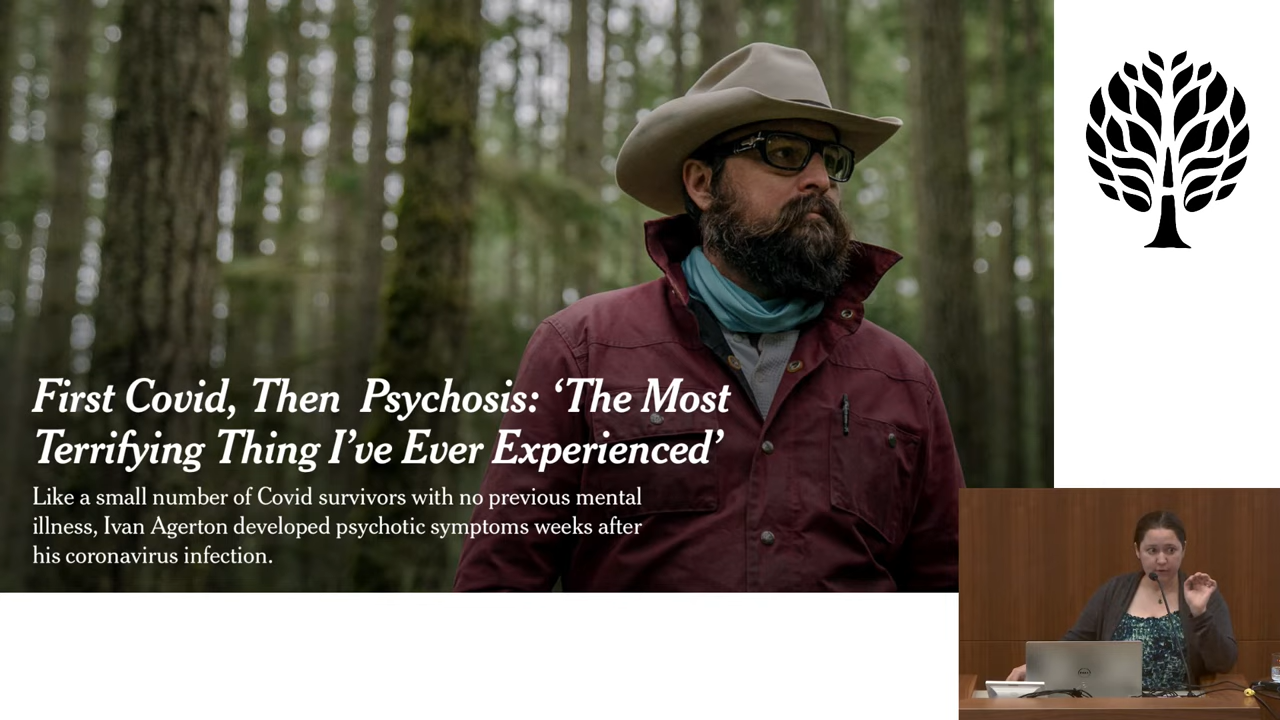 First Covid, Then Psychosis: ‘The Most
Terrifying Thing I’ve Ever Experienced’
Like a small number of Covid survivors with no previous mental
illness, Ivan Agerton developed psychotic symptoms weeks after
his coronavirus infection.